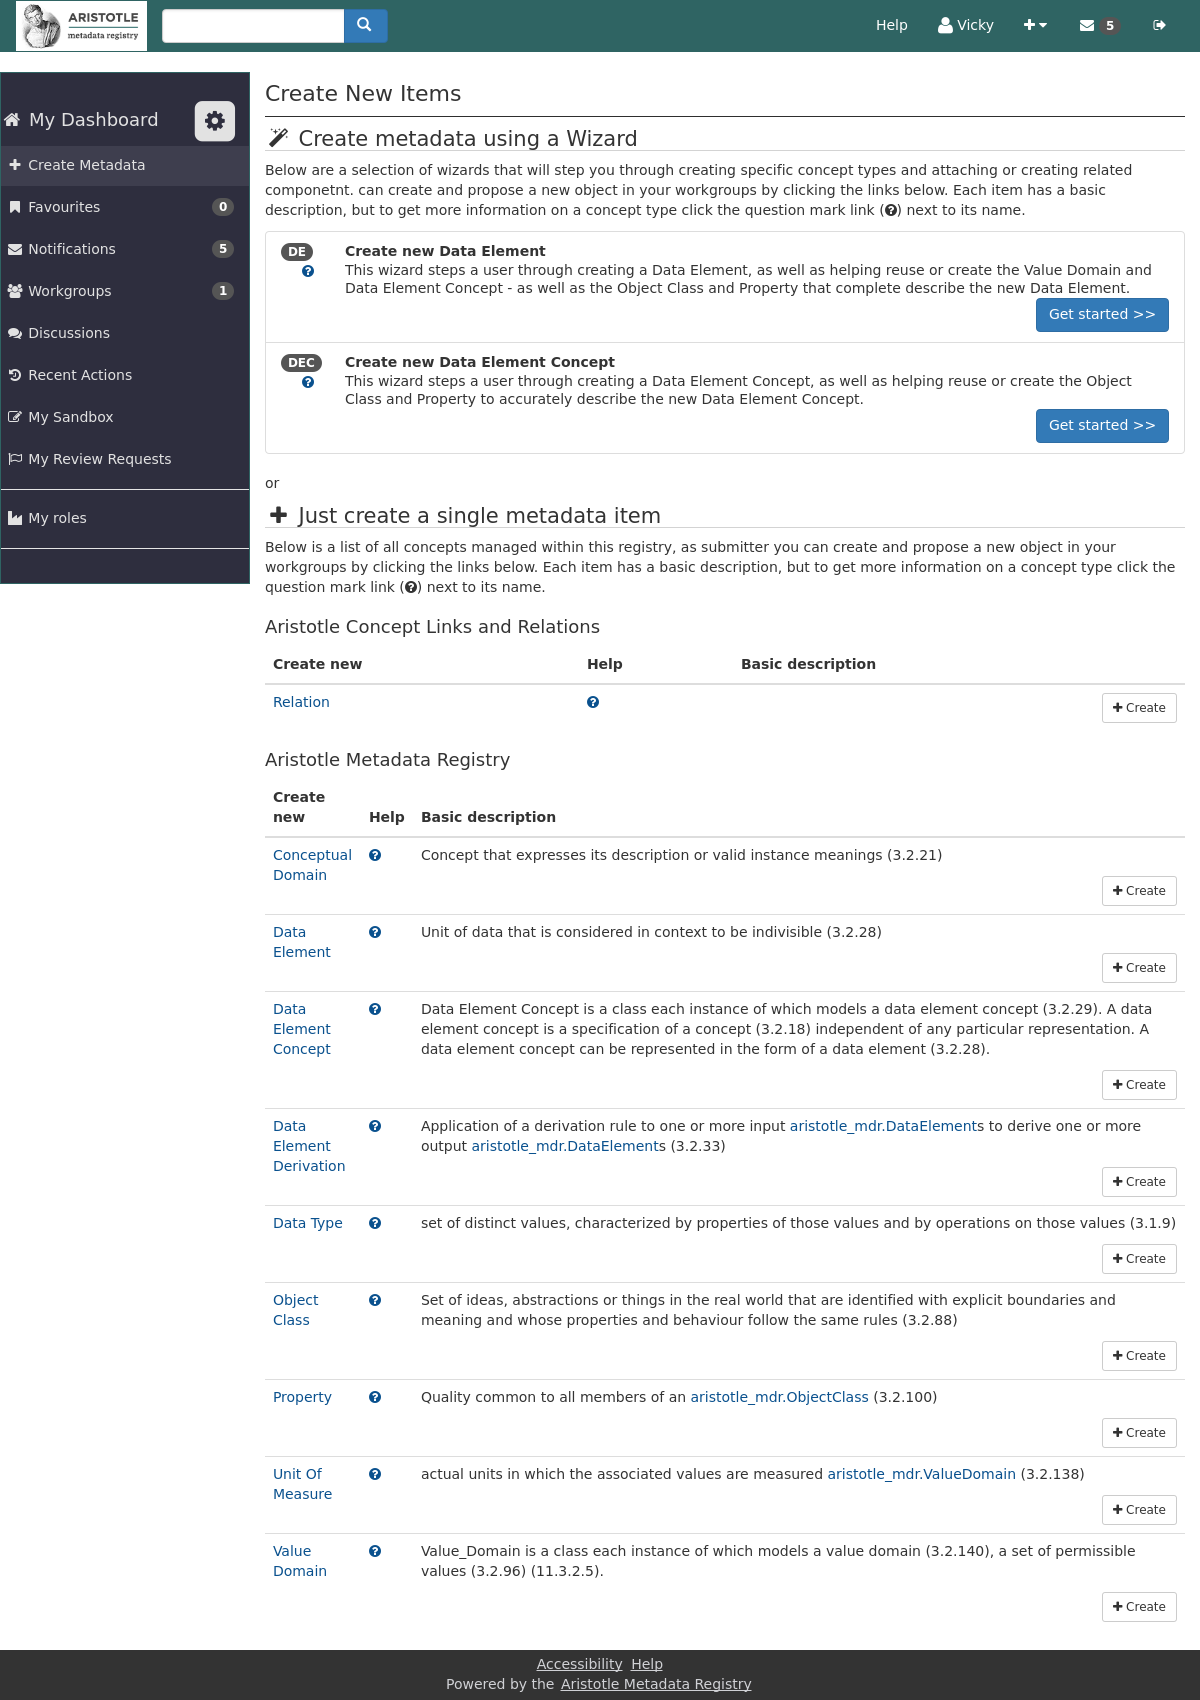 ARISTOTLE
metadata registry
Help
Vicky
5
My Dashboard
Create Metadata
Favourites 0
Notifications 5
Workgroups 1
Discussions
Recent Actions
My Sandbox
My Review Requests
My roles
Create New Items
Create metadata using a Wizard
Below are a selection of wizards that will step you through creating specific concept types and attaching or creating related
componetnt. can create and propose a new object in your workgroups by clicking the links below. Each item has a basic
description, but to get more information on a concept type click the question mark link (?) next to its name.
DE Create new Data Element
? This wizard steps a user through creating a Data Element, as well as helping reuse or create the Value Domain and
Data Element Concept - as well as the Object Class and Property that complete describe the new Data Element.
Get started >>
DEC Create new Data Element Concept
? This wizard steps a user through creating a Data Element Concept, as well as helping reuse or create the Object
Class and Property to accurately describe the new Data Element Concept.
Get started >>
or
Just create a single metadata item
Below is a list of all concepts managed within this registry, as submitter you can create and propose a new object in your
workgroups by clicking the links below. Each item has a basic description, but to get more information on a concept type click the
question mark link (?) next to its name.
Aristotle Concept Links and Relations
Create new Help Basic description
Relation ?
Create
Aristotle Metadata Registry
Create
new Help Basic description
Conceptual ? Concept that expresses its description or valid instance meanings (3.2.21)
Domain
Create
Data ? Unit of data that is considered in context to be indivisible (3.2.28)
Element
Create
Data ? Data Element Concept is a class each instance of which models a data element concept (3.2.29). A data
Element element concept is a specification of a concept (3.2.18) independent of any particular representation. A
Concept data element concept can be represented in the form of a data element (3.2.28).
Create
Data ? Application of a derivation rule to one or more input aristotle_mdr.DataElements to derive one or more
Element output aristotle_mdr.DataElements (3.2.33)
Derivation
Create
Data Type ? set of distinct values, characterized by properties of those values and by operations on those values (3.1.9)
Create
Object ? Set of ideas, abstractions or things in the real world that are identified with explicit boundaries and
Class meaning and whose properties and behaviour follow the same rules (3.2.88)
Create
Property ? Quality common to all members of an aristotle_mdr.ObjectClass (3.2.100)
Create
Unit Of ? actual units in which the associated values are measured aristotle_mdr.ValueDomain (3.2.138)
Measure
Create
Value ? Value_Domain is a class each instance of which models a value domain (3.2.140), a set of permissible
Domain values (3.2.96) (11.3.2.5).
Create
Accessibility Help
Powered by the Aristotle Metadata Registry